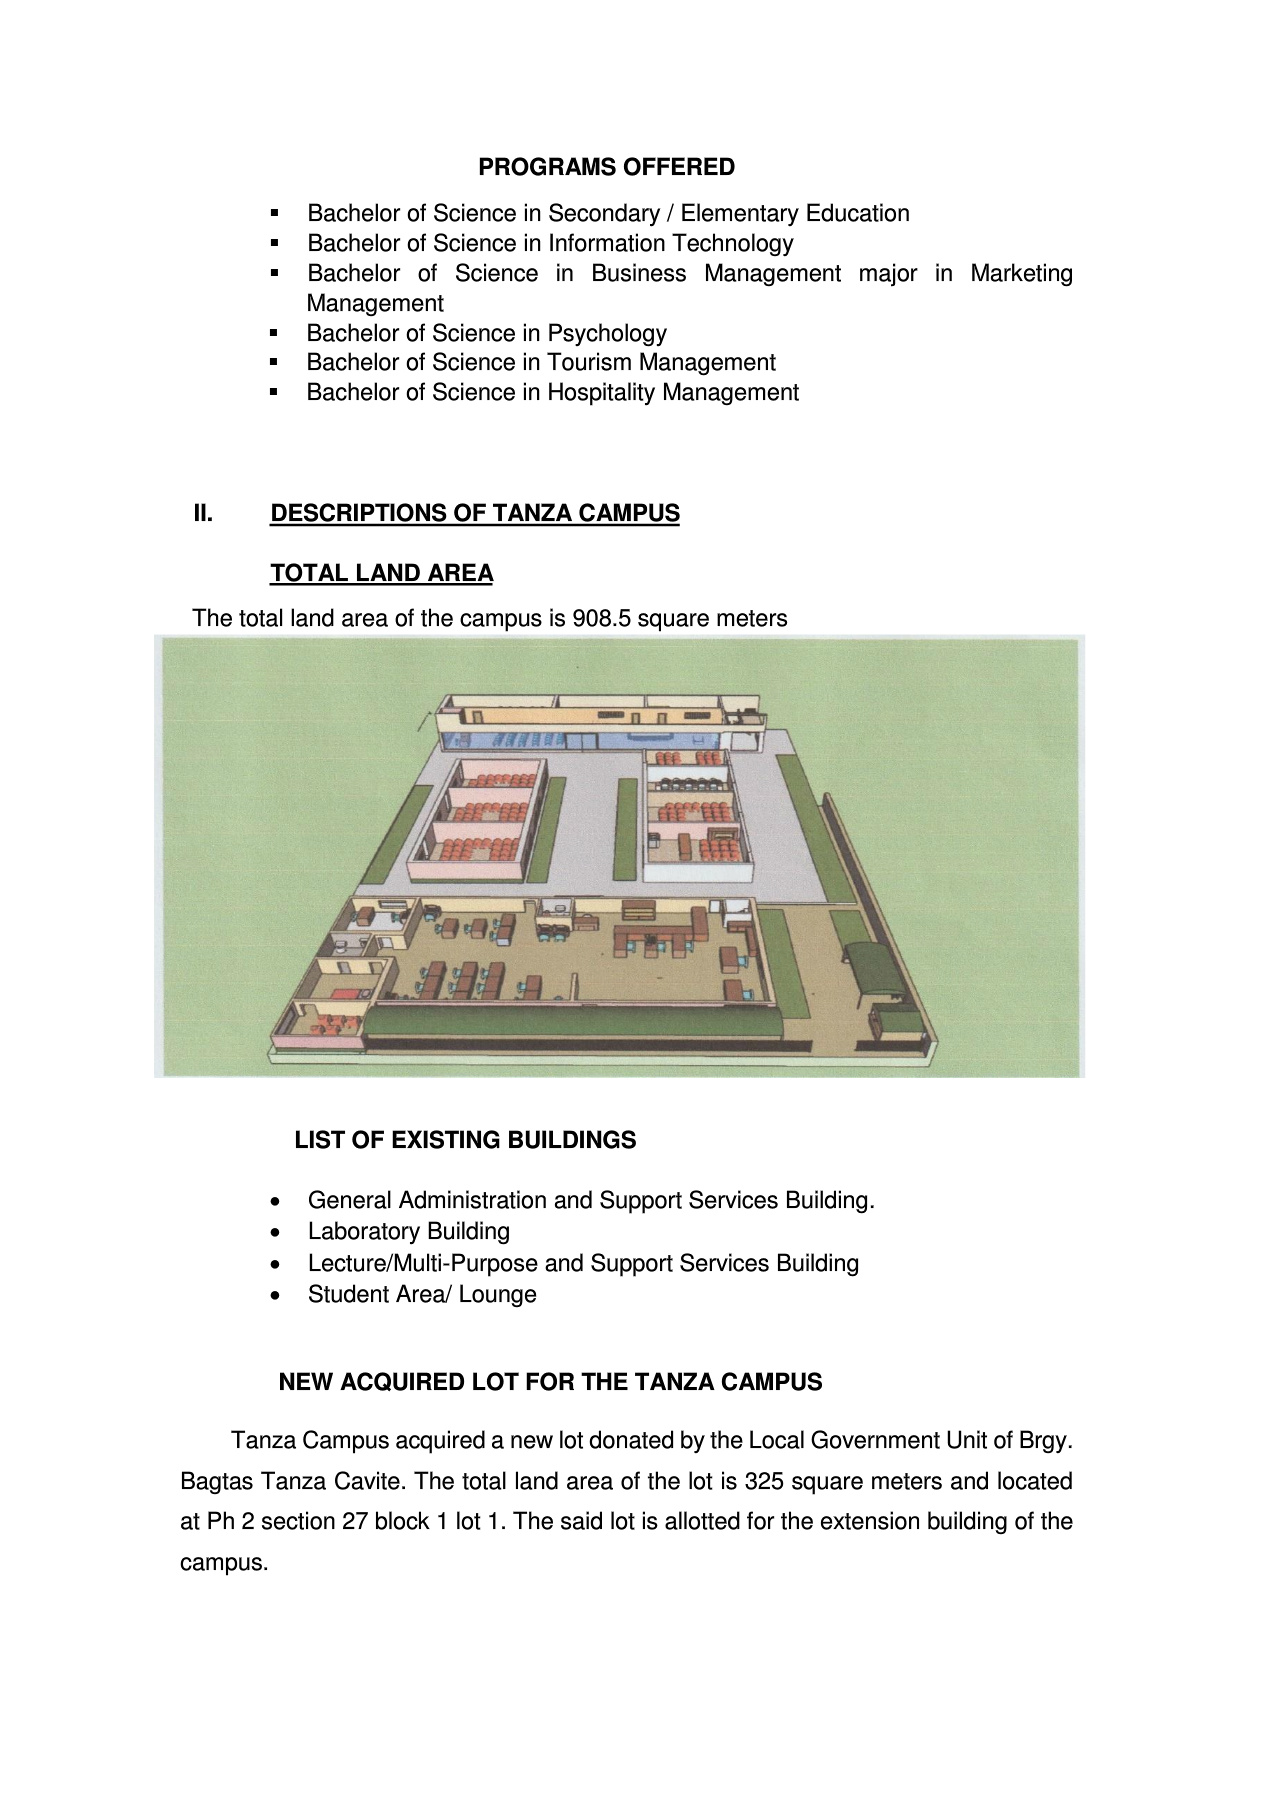 PROGRAMS OFFERED
▪ Bachelor of Science in Secondary / Elementary Education
▪ Bachelor of Science in Information Technology
▪ Bachelor of Science in Business Management major in Marketing
Management
▪ Bachelor of Science in Psychology
▪ Bachelor of Science in Tourism Management
▪ Bachelor of Science in Hospitality Management
II. DESCRIPTIONS OF TANZA CAMPUS
TOTAL LAND AREA
The total land area of the campus is 908.5 square meters
LIST OF EXISTING BUILDINGS
• General Administration and Support Services Building.
• Laboratory Building
• Lecture/Multi-Purpose and Support Services Building
• Student Area/ Lounge
NEW ACQUIRED LOT FOR THE TANZA CAMPUS
Tanza Campus acquired a new lot donated by the Local Government Unit of Brgy.
Bagtas Tanza Cavite. The total land area of the lot is 325 square meters and located
at Ph 2 section 27 block 1 lot 1. The said lot is allotted for the extension building of the
campus.